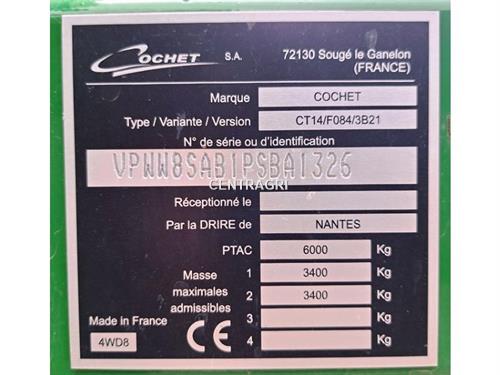 COCHET S.A. 72130 Sougé le Ganelon
(FRANCE)
Marque COCHET
Type / Variante / Version CT14/F084/3B21
N° de série ou d'identification
VPWW8SAB1PSBA1326
CENTRAGRI
Réceptionné le
Par la DRIRE de NANTES
PTAC 6000 Kg
Masse 1 3400 Kg
maximales 2 3400 Kg
admissibles 3 Kg
Made in France CE 4 Kg
4WD8